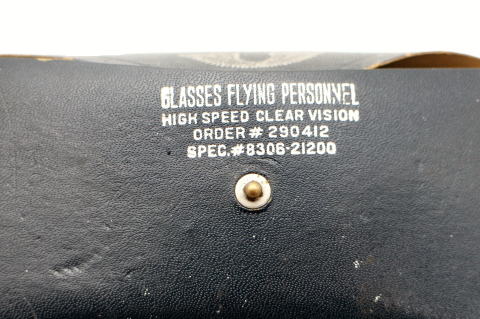 GLASSES FLYING PERSONNEL
HIGH SPEED CLEAR VISION
ORDER # 290412
SPEC.#8306-21200